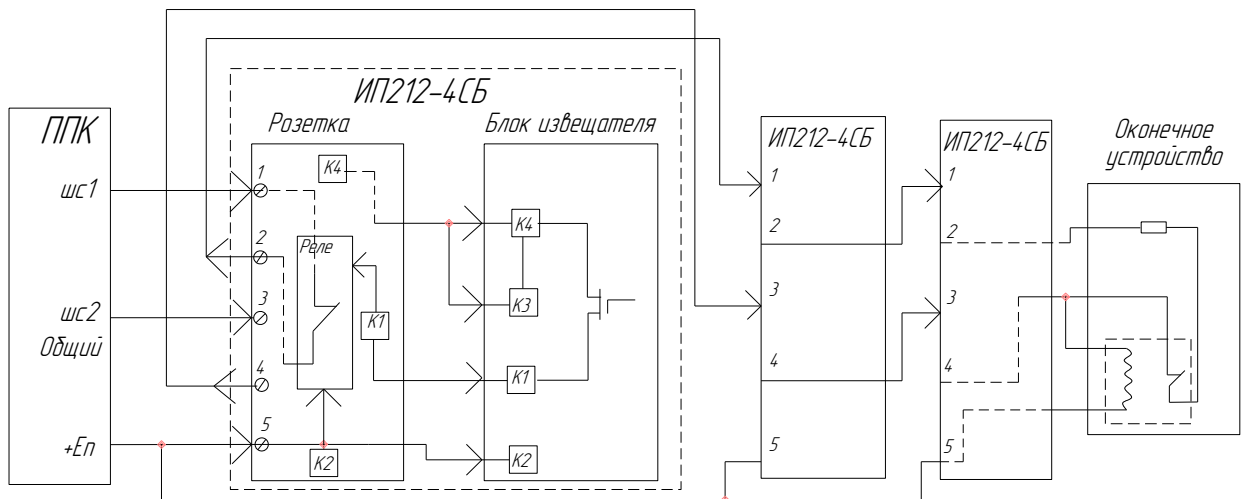 ППК
шс1
шс2
Общий
+Еп
ИП212-4СБ
Розетка
1
2
3
4
5
К4
Реле
К1
К2
Блок извещателя
К4
К3
К1
К2
ИП212-4СБ
1
2
3
4
5
ИП212-4СБ
1
2
3
4
5
Оконечное
устройство